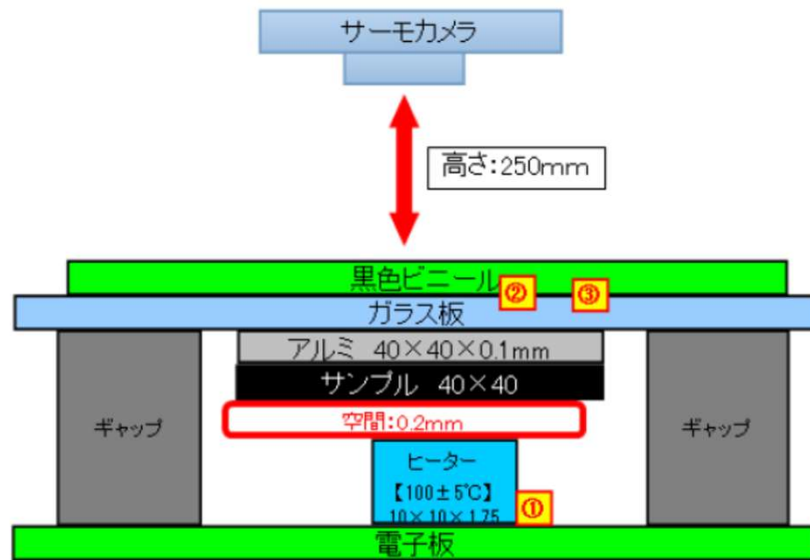 サーモカメラ
高さ:250mm
黒色ビニール
② ③
ガラス板
アルミ 40×40×0.1mm
サンプル 40×40
空間:0.2mm
ギャップ
ギャップ
ヒーター
【100±5℃】
10×10×1.75
①
電子板